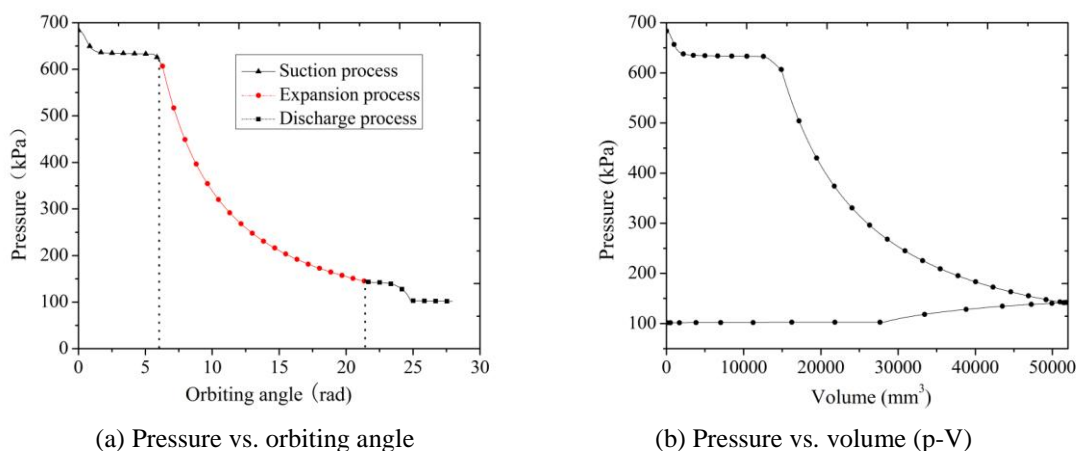 700
600
500
400
300
200
100
0
Pressure（kPa）
Suction process
Expansion process
Discharge process
0 5 10 15 20 25 30
Orbiting angle（rad）
(a) Pressure vs. orbiting angle
700
600
500
400
300
200
100
Pressure (kPa)
0 10000 20000 30000 40000 50000
Volume (mm³)
(b) Pressure vs. volume (p-V)